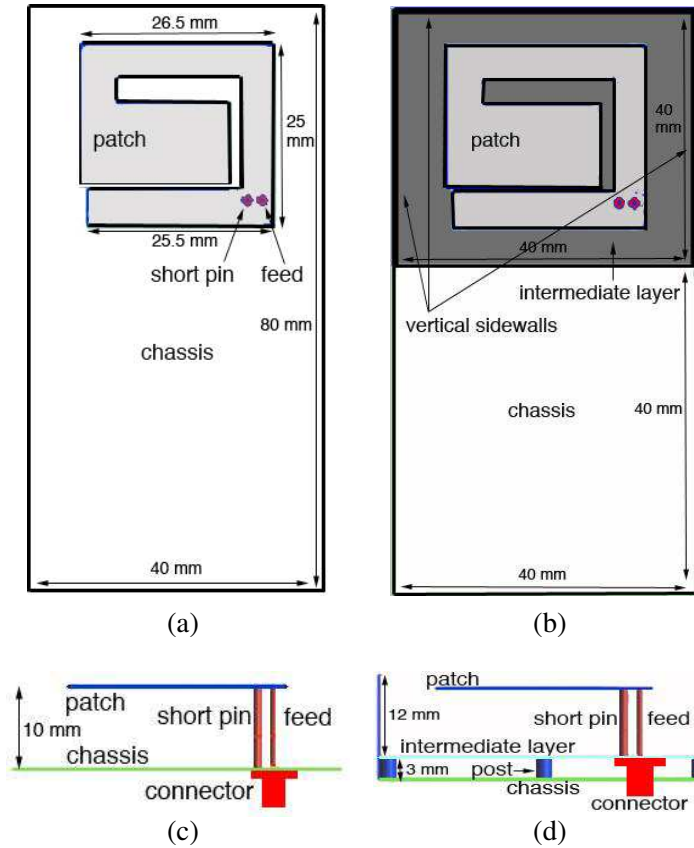 26.5 mm
25
mm
patch
25.5 mm
short pin
feed
80 mm
chassis
40 mm
(a)
40
mm
patch
40 mm
intermediate layer
vertical sidewalls
chassis
40 mm
40 mm
(b)
patch
10 mm
short pin
feed
chassis
connector
(c)
patch
12 mm
short pin
feed
intermediate layer
3 mm
post
chassis
connector
(d)